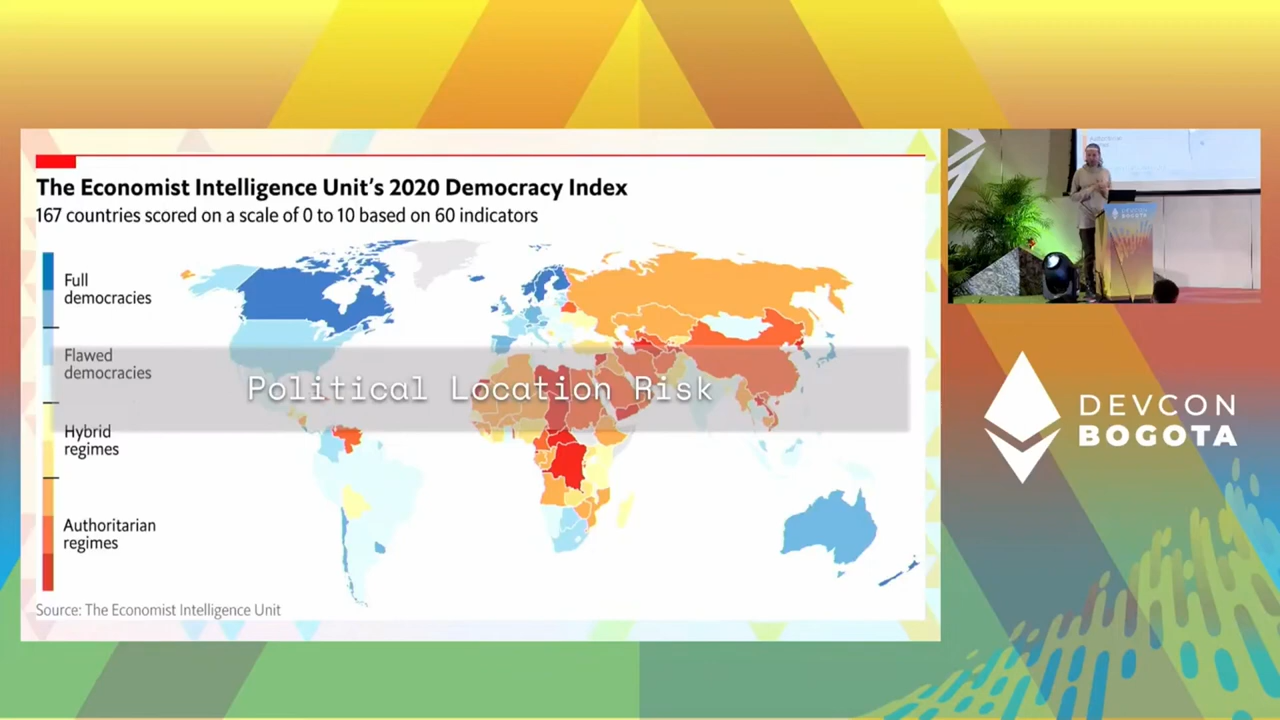 The Economist Intelligence Unit's 2020 Democracy Index
167 countries scored on a scale of 0 to 10 based on 60 indicators
Full
democracies
Flawed
democracies
Political Location Risk
Hybrid
regimes
Authoritarian
regimes
Source: The Economist Intelligence Unit
DEVCON
BOGOTA
DEVCON
BOGOTA